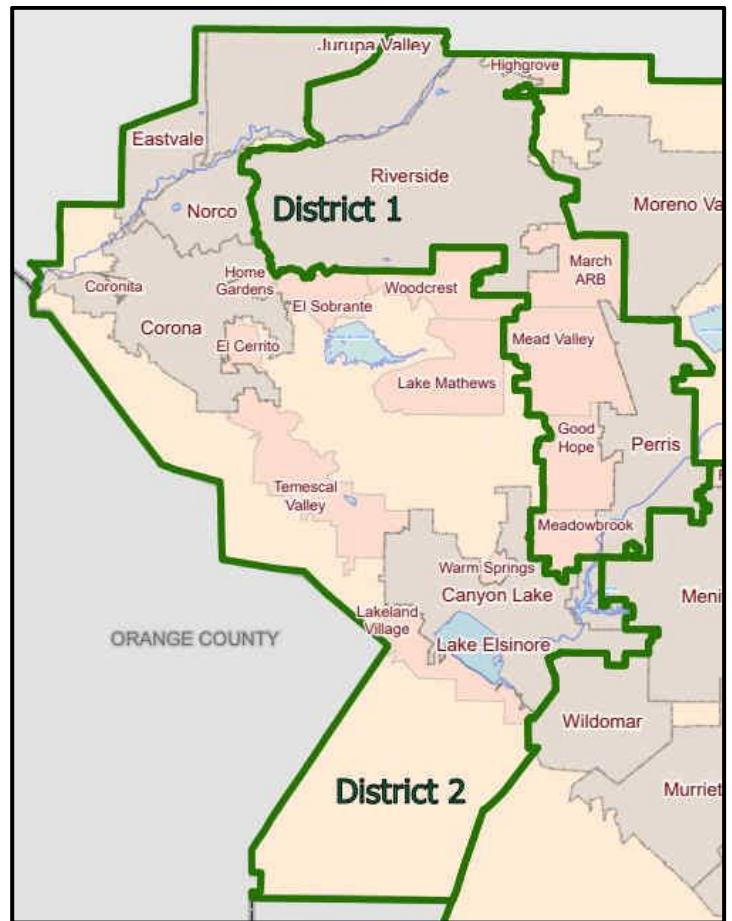 Jurupa Valley
Highgrove
Eastvale
Riverside
Norco
District 1
Moreno Va
March
ARB
Home
Gardens
Woodcrest
Coronita
El Sobrante
Corona
El Cerrito
Mead Valley
Lake Mathews
Good
Hope
Perris
Temescal
Valley
Meadowbrook
Warm Springs
Canyon Lake
Meni
Lakeland
Village
ORANGE COUNTY
Lake Elsinore
Wildomar
District 2
Murriet